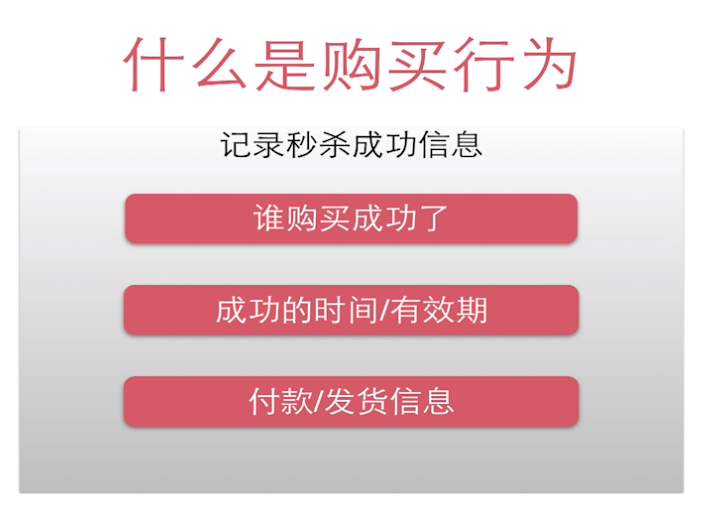 什么是购买行为
记录秒杀成功信息
谁购买成功了
成功的时间/有效期
付款/发货信息